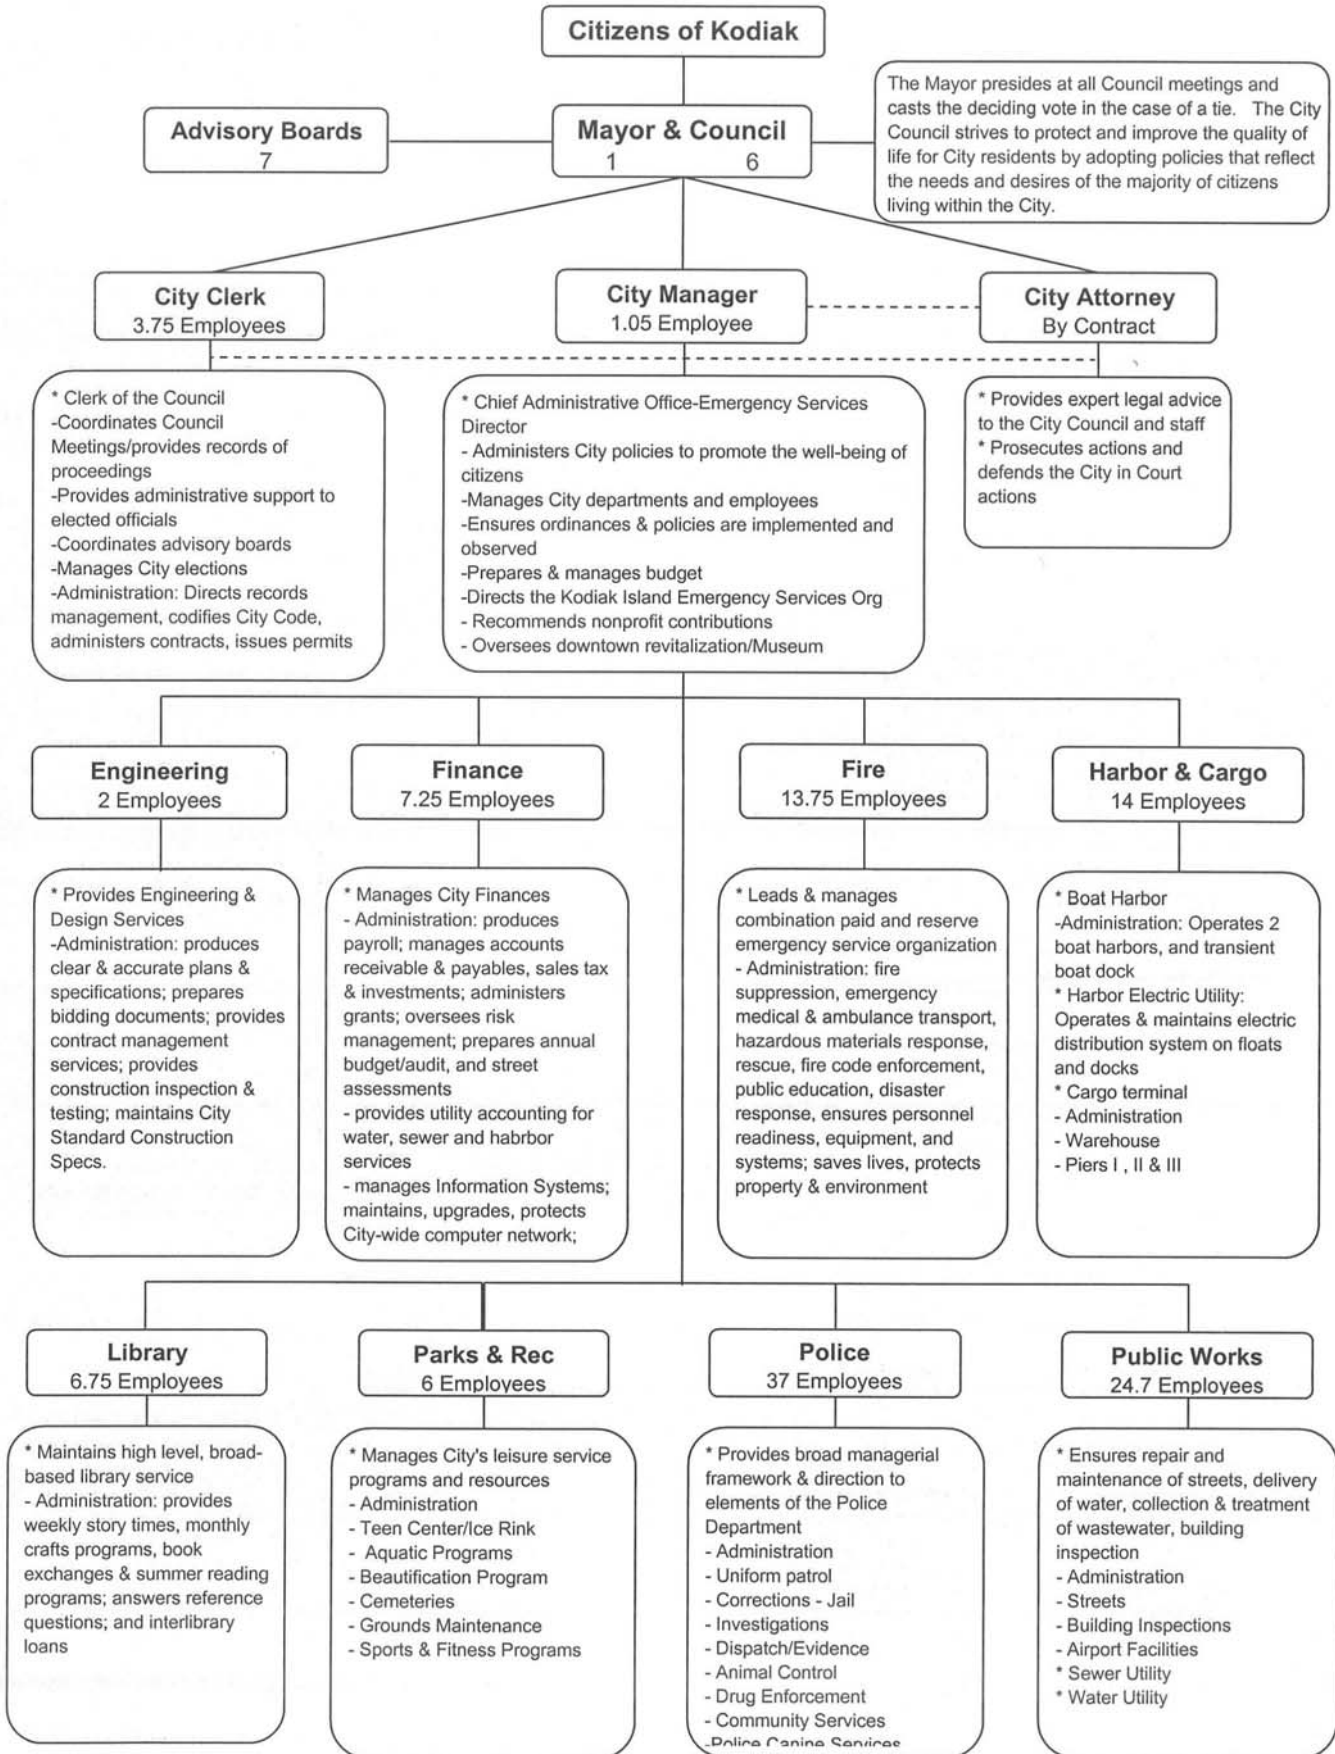 Citizens of Kodiak
Advisory Boards
7
Mayor & Council
1 6
The Mayor presides at all Council meetings and
casts the deciding vote in the case of a tie. The City
Council strives to protect and improve the quality of
life for City residents by adopting policies that reflect
the needs and desires of the majority of citizens
living within the City.
City Clerk
3.75 Employees
City Manager
1.05 Employee
City Attorney
By Contract
* Clerk of the Council
-Coordinates Council
Meetings/provides records of
proceedings
-Provides administrative support to
elected officials
-Coordinates advisory boards
-Manages City elections
-Administration: Directs records
management, codifies City Code,
administers contracts, issues permits
* Chief Administrative Office-Emergency Services
Director
- Administers City policies to promote the well-being of
citizens
-Manages City departments and employees
-Ensures ordinances & policies are implemented and
observed
-Prepares & manages budget
-Directs the Kodiak Island Emergency Services Org
- Recommends nonprofit contributions
- Oversees downtown revitalization/Museum
* Provides expert legal advice
to the City Council and staff
* Prosecutes actions and
defends the City in Court
actions
Engineering
2 Employees
Finance
7.25 Employees
Fire
13.75 Employees
Harbor & Cargo
14 Employees
* Provides Engineering &
Design Services
-Administration: produces
clear & accurate plans &
specifications; prepares
bidding documents; provides
contract management
services; provides
construction inspection &
testing; maintains City
Standard Construction
Specs.
* Manages City Finances
- Administration: produces
payroll; manages accounts
receivable & payables, sales tax
& investments; administers
grants; oversees risk
management; prepares annual
budget/audit, and street
assessments
- provides utility accounting for
water, sewer and habrbor
services
- manages Information Systems;
maintains, upgrades, protects
City-wide computer network;
* Leads & manages
combination paid and reserve
emergency service organization
- Administration: fire
suppression, emergency
medical & ambulance transport,
hazardous materials response,
rescue, fire code enforcement,
public education, disaster
response, ensures personnel
readiness, equipment, and
systems; saves lives, protects
property & environment
* Boat Harbor
-Administration: Operates 2
boat harbors, and transient
boat dock
* Harbor Electric Utility:
Operates & maintains electric
distribution system on floats
and docks
* Cargo terminal
- Administration
- Warehouse
- Piers I , II & III
Library
6.75 Employees
Parks & Rec
6 Employees
Police
37 Employees
Public Works
24.7 Employees
* Maintains high level, broad-
based library service
- Administration: provides
weekly story times, monthly
crafts programs, book
exchanges & summer reading
programs; answers reference
questions; and interlibrary
loans
* Manages City's leisure service
programs and resources
- Administration
- Teen Center/Ice Rink
- Aquatic Programs
- Beautification Program
- Cemeteries
- Grounds Maintenance
- Sports & Fitness Programs
* Provides broad managerial
framework & direction to
elements of the Police
Department
- Administration
- Uniform patrol
- Corrections - Jail
- Investigations
- Dispatch/Evidence
- Animal Control
- Drug Enforcement
- Community Services
-Police Canine Services
* Ensures repair and
maintenance of streets, delivery
of water, collection & treatment
of wastewater, building
inspection
- Administration
- Streets
- Building Inspections
- Airport Facilities
* Sewer Utility
* Water Utility